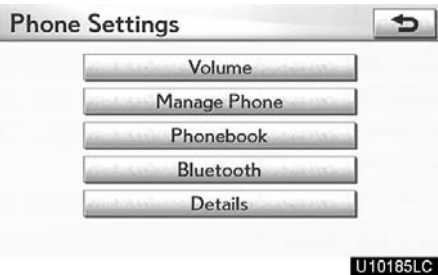 Phone Settings
Volume
Manage Phone
Phonebook
Bluetooth
Details
U10185LC